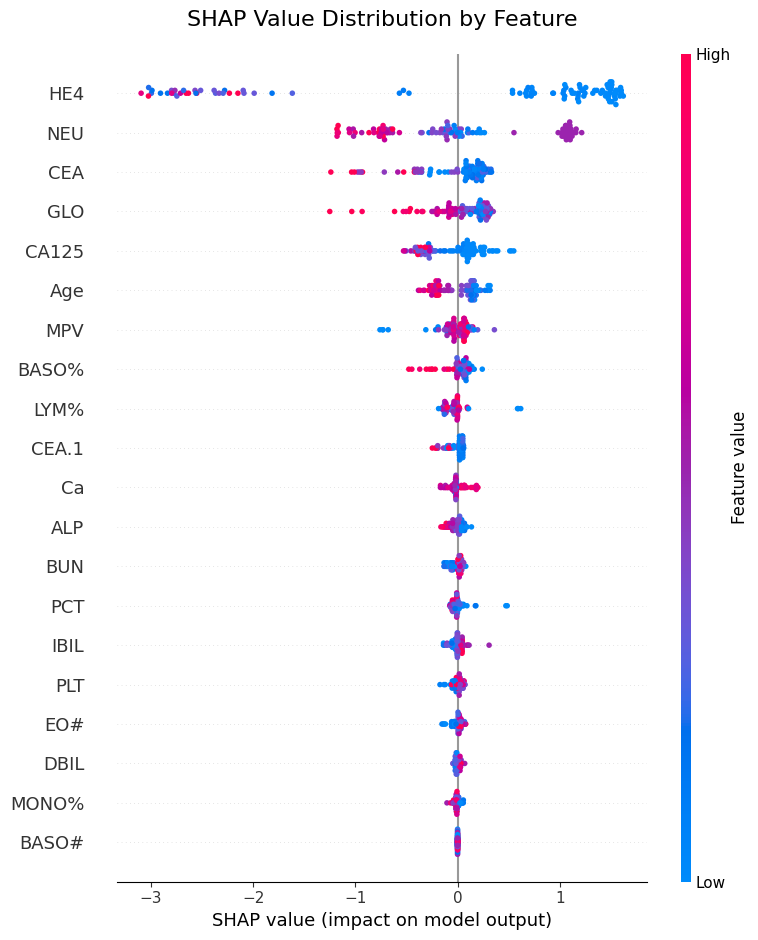 SHAP Value Distribution by Feature
High
HE4
NEU
CEA
GLO
CA125
Age
MPV
BASO%
LYM%
CEA.1
Ca
ALP
BUN
PCT
IBIL
PLT
EO#
DBIL
MONO%
BASO#
Feature value
Low
−3 −2 −1 0 1
SHAP value (impact on model output)